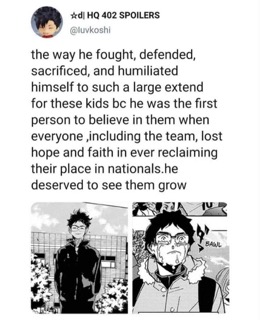 ☆d| HQ 402 SPOILERS
@luvkoshi
the way he fought, defended,
sacrificed, and humiliated
himself to such a large extend
for these kids bc he was the first
person to believe in them when
everyone ,including the team, lost
hope and faith in ever reclaiming
their place in nationals.he
deserved to see them grow
BAWL